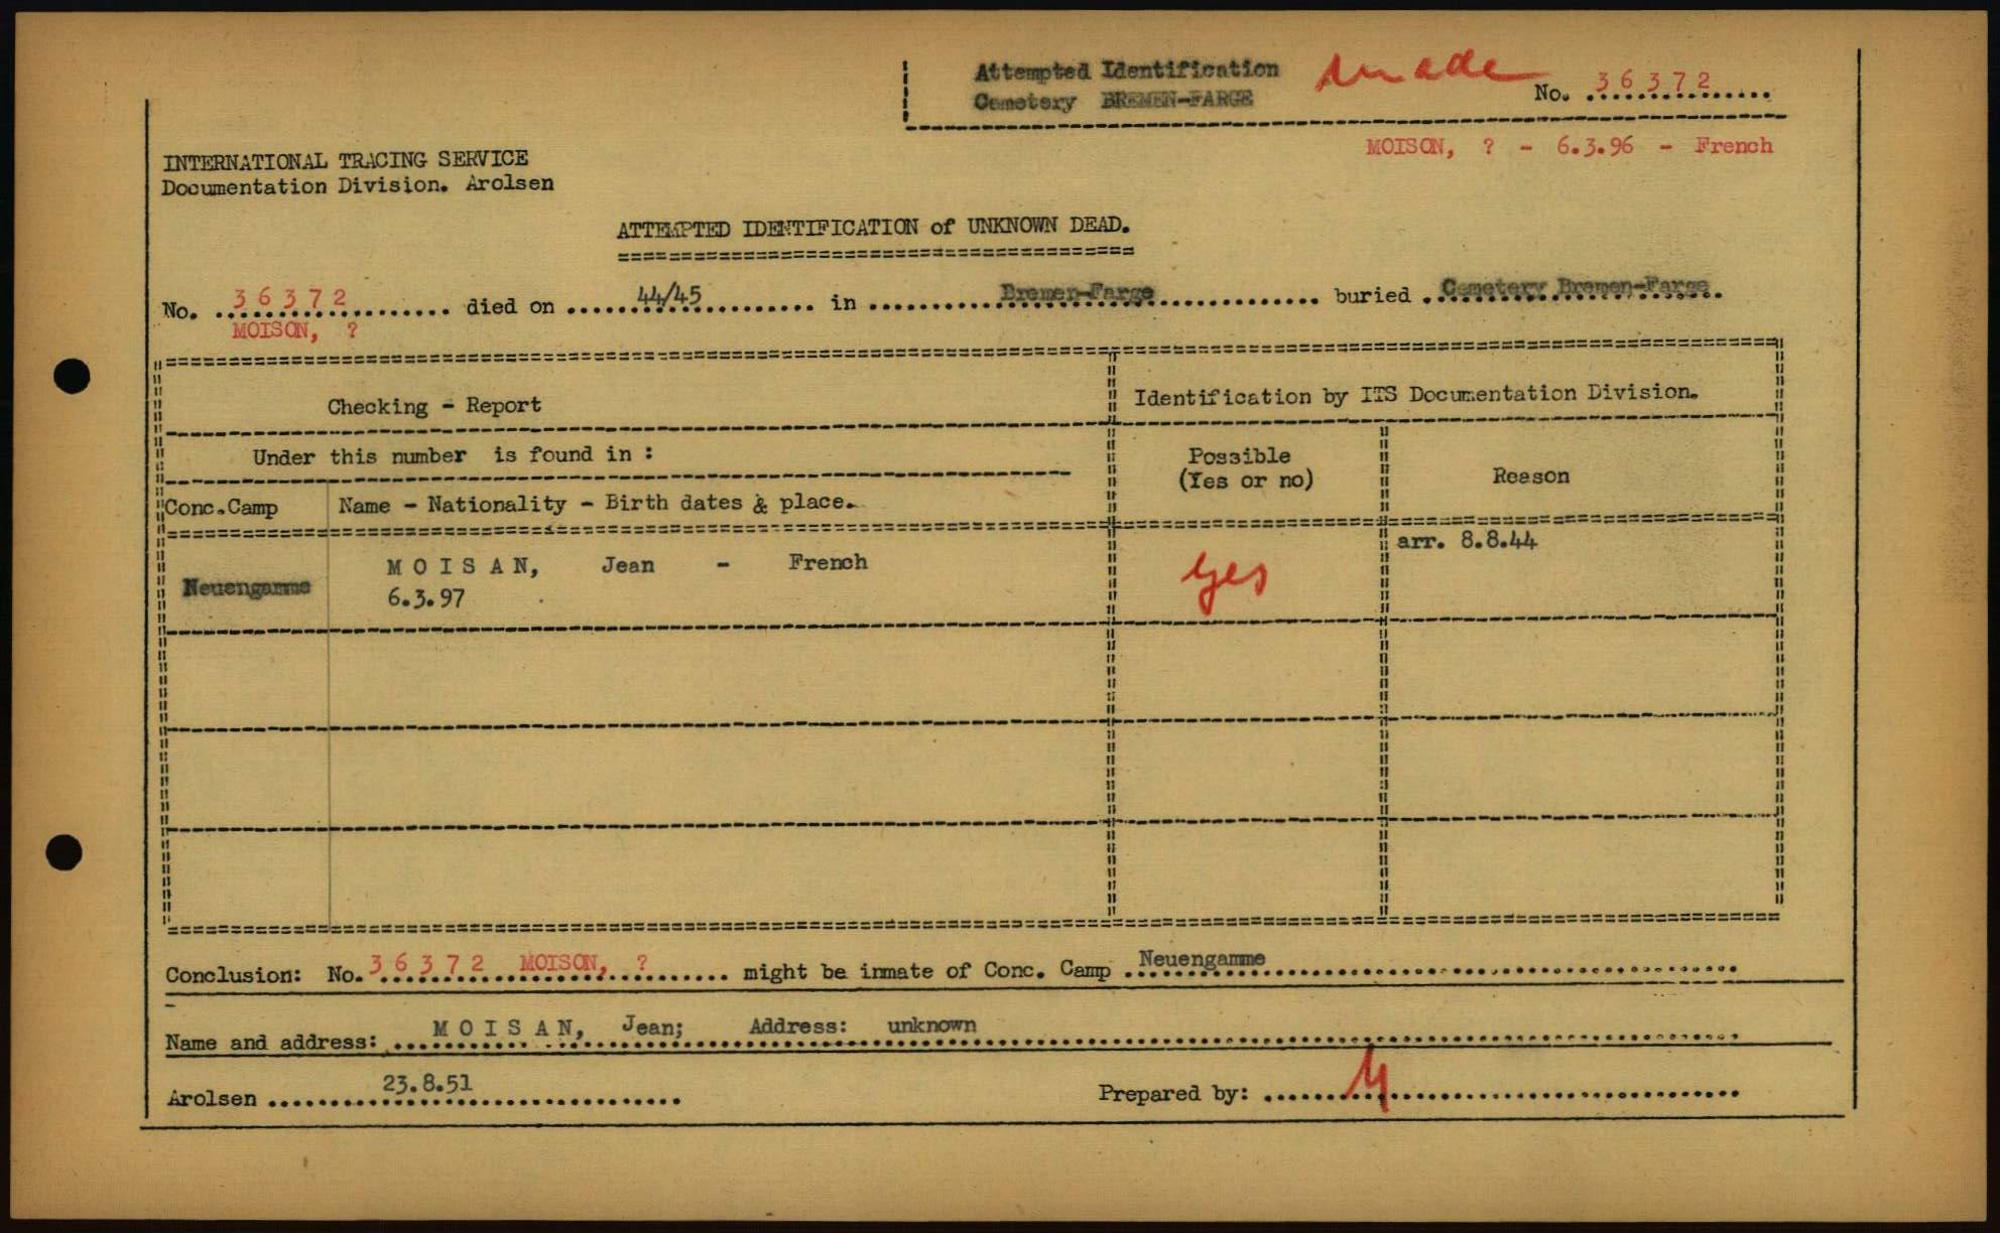 Attempted Identification made
Cemetery BREMEN-FARGE
No. 36372
MOISON, ? - 6.3.96 - French
INTERNATIONAL TRACING SERVICE
Documentation Division. Arolsen
ATTEMPTED IDENTIFICATION of UNKNOWN DEAD.
No. 36372 died on 44/45 in Bremen-Farge buried Cemetery Bremen-Farge.
MOISON, ?
Checking - Report
Identification by ITS Documentation Division.
Under this number is found in :
Possible
(Yes or no)
Reason
Conc.Camp Name - Nationality - Birth dates & place.
arr. 8.8.44
Neuengamme
M O I S A N, Jean - French
6.3.97
yes
Conclusion: No. 36372 MOISON, ? might be inmate of Conc. Camp Neuengamme
Name and address: M O I S A N, Jean; Address: unknown
Arolsen 23.8.51
Prepared by: